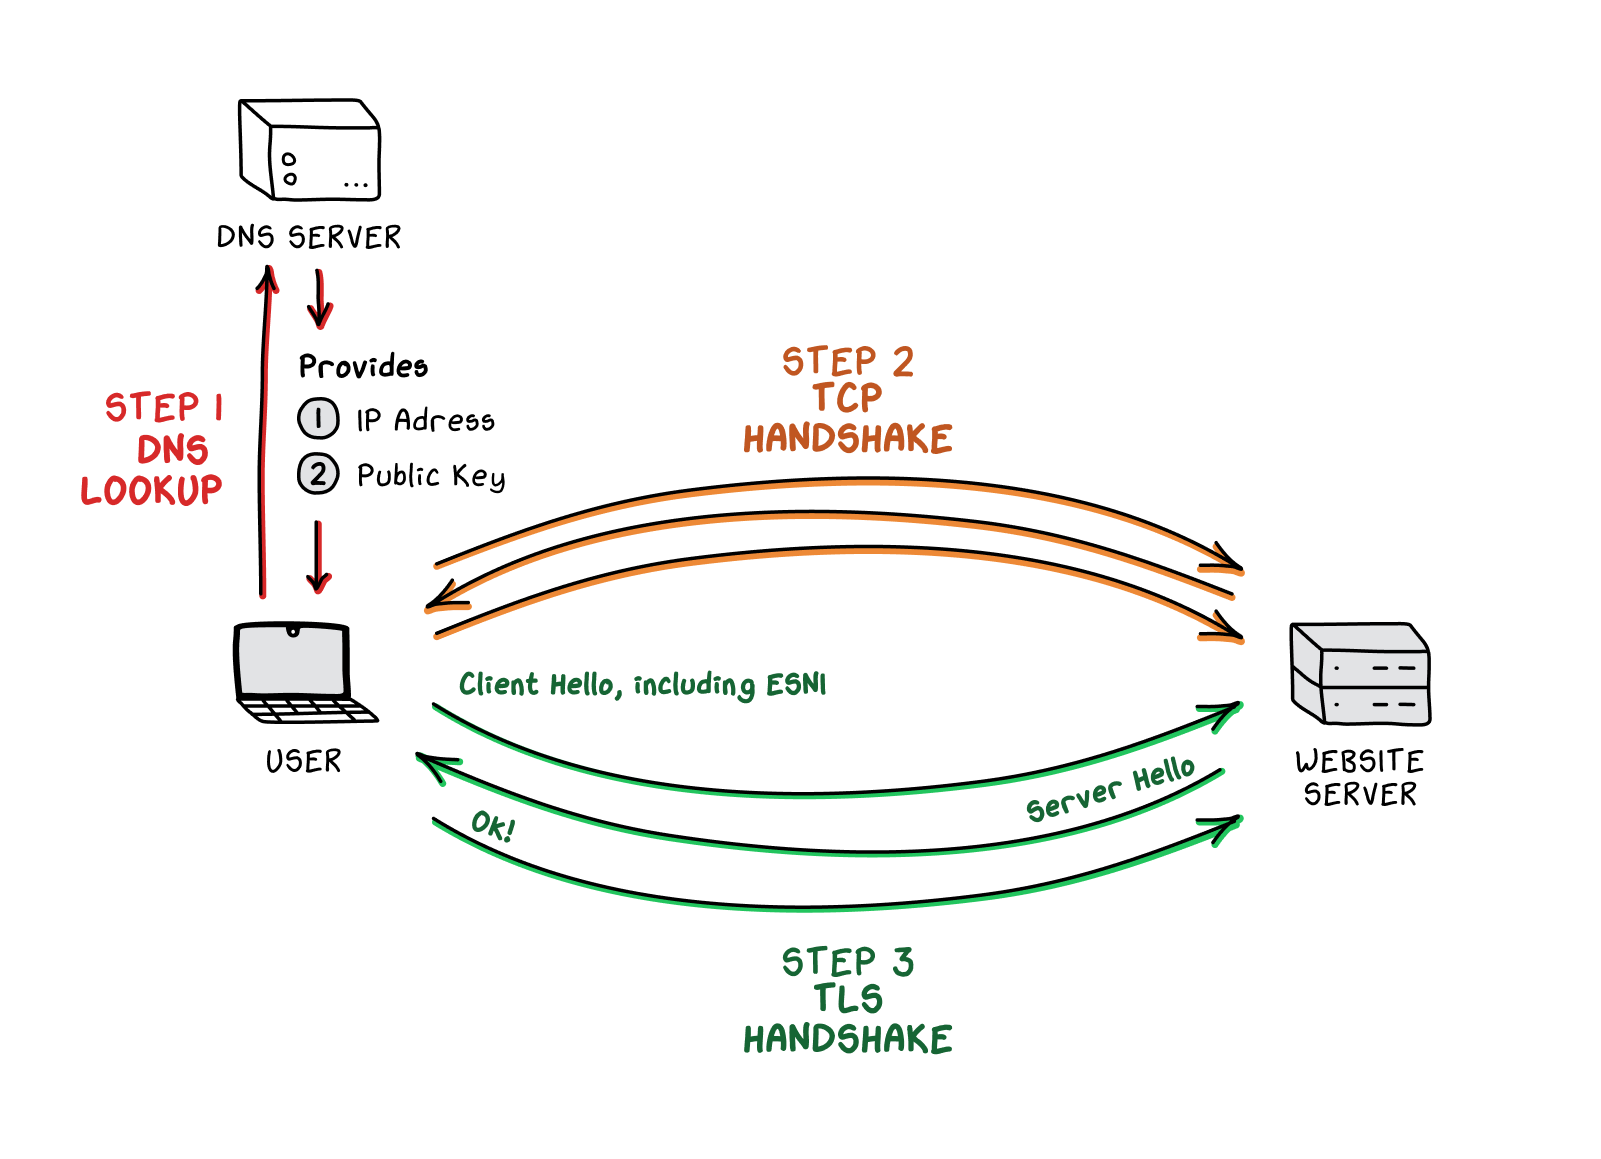 DNS SERVER
STEP 1
DNS
LOOKUP
Provides
1 IP Adress
2 Public Key
STEP 2
TCP
HANDSHAKE
USER
Client Hello, including ESNI
Server Hello
Ok!
WEBSITE
SERVER
STEP 3
TLS
HANDSHAKE